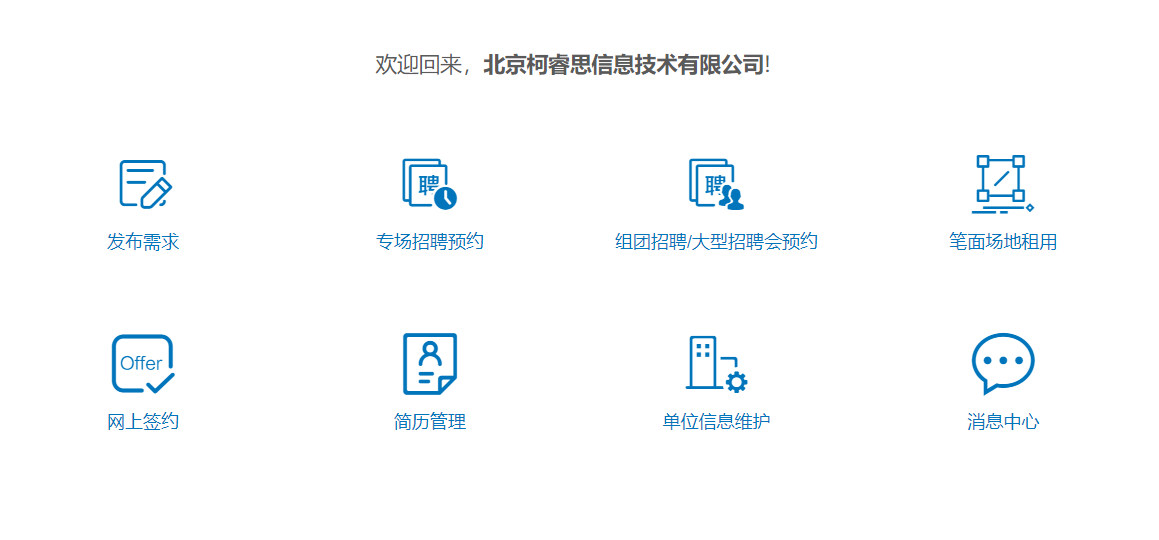 欢迎回来，北京柯睿思信息技术有限公司!
聘
聘
发布需求
专场招聘预约
组团招聘/大型招聘会预约
笔面场地租用
Offer
网上签约
简历管理
单位信息维护
消息中心